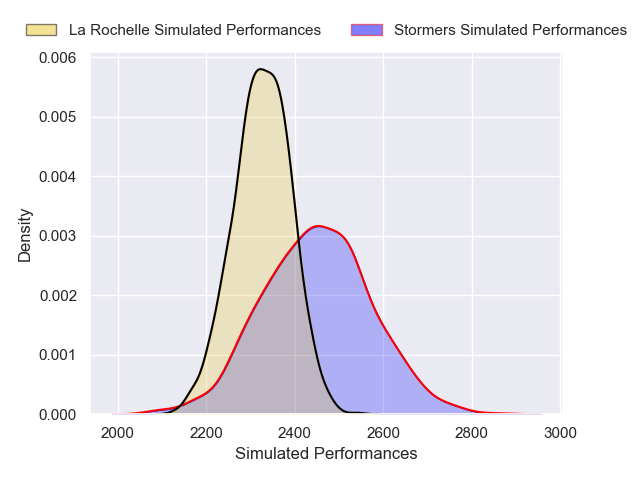 La Rochelle Simulated Performances   Stormers Simulated Performances
0.006
0.005
0.004
0.003
0.002
0.001
0.000
Density
2000 2200 2400 2600 2800 3000
Simulated Performances